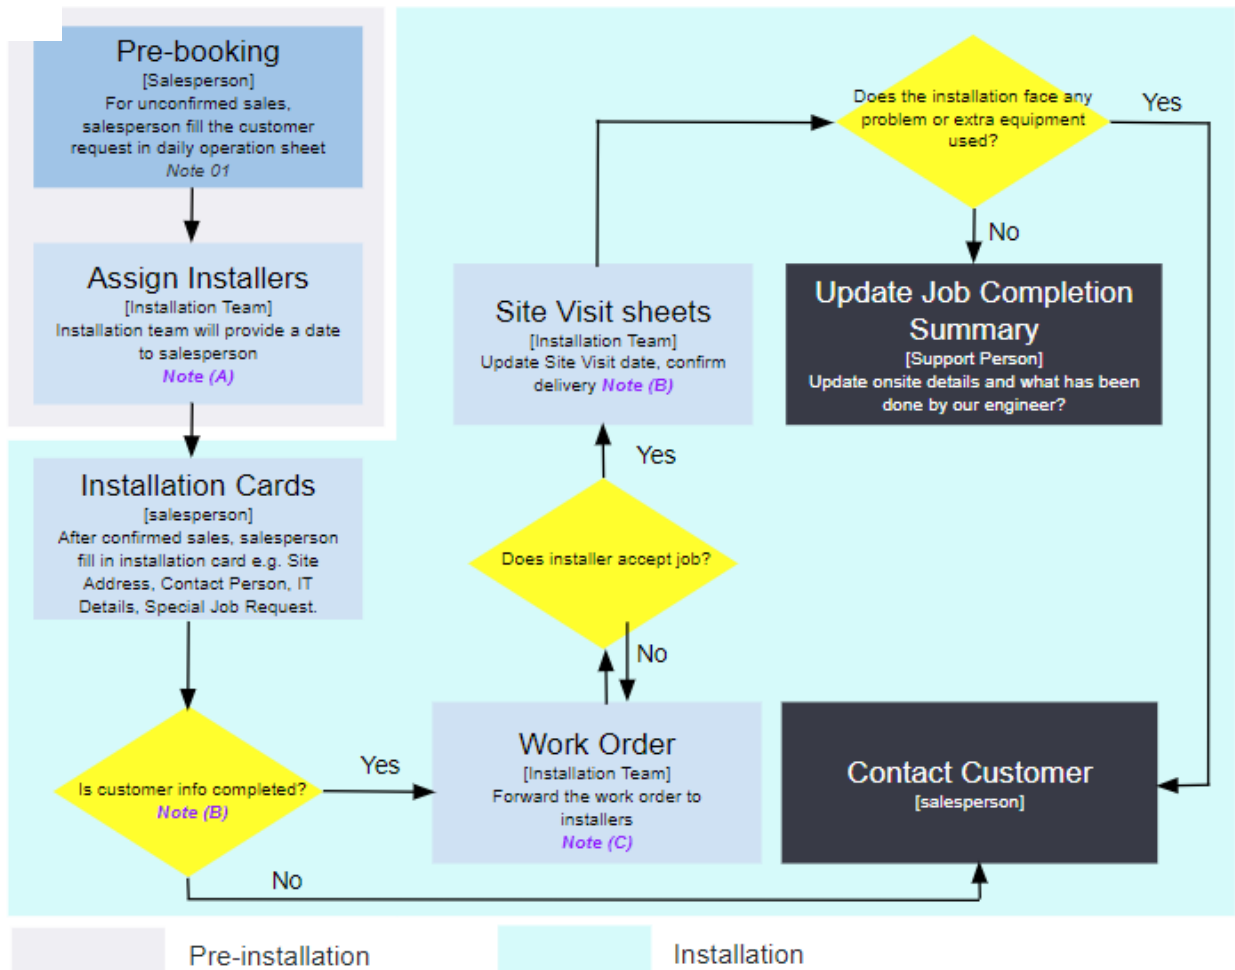 Pre-booking
[Salesperson]
For unconfirmed sales,
salesperson fill the customer
request in daily operation sheet
Note 01
Assign Installers
[Installation Team]
Installation team will provide a date
to salesperson
Note (A)
Installation Cards
[salesperson]
After confirmed sales, salesperson
fill in installation card e.g. Site
Address, Contact Person, IT
Details, Special Job Request.
Is customer info completed?
Note (B)
Yes
No
Work Order
[Installation Team]
Forward the work order to
installers
Note (C)
Does installer accept job?
No
Yes
Site Visit sheets
[Installation Team]
Update Site Visit date, confirm
delivery Note (B)
Does the installation face any
problem or extra equipment
used?
Yes
No
Update Job Completion
Summary
[Support Person]
Update onsite details and what has been
done by our engineer?
Contact Customer
[salesperson]
Pre-installation
Installation